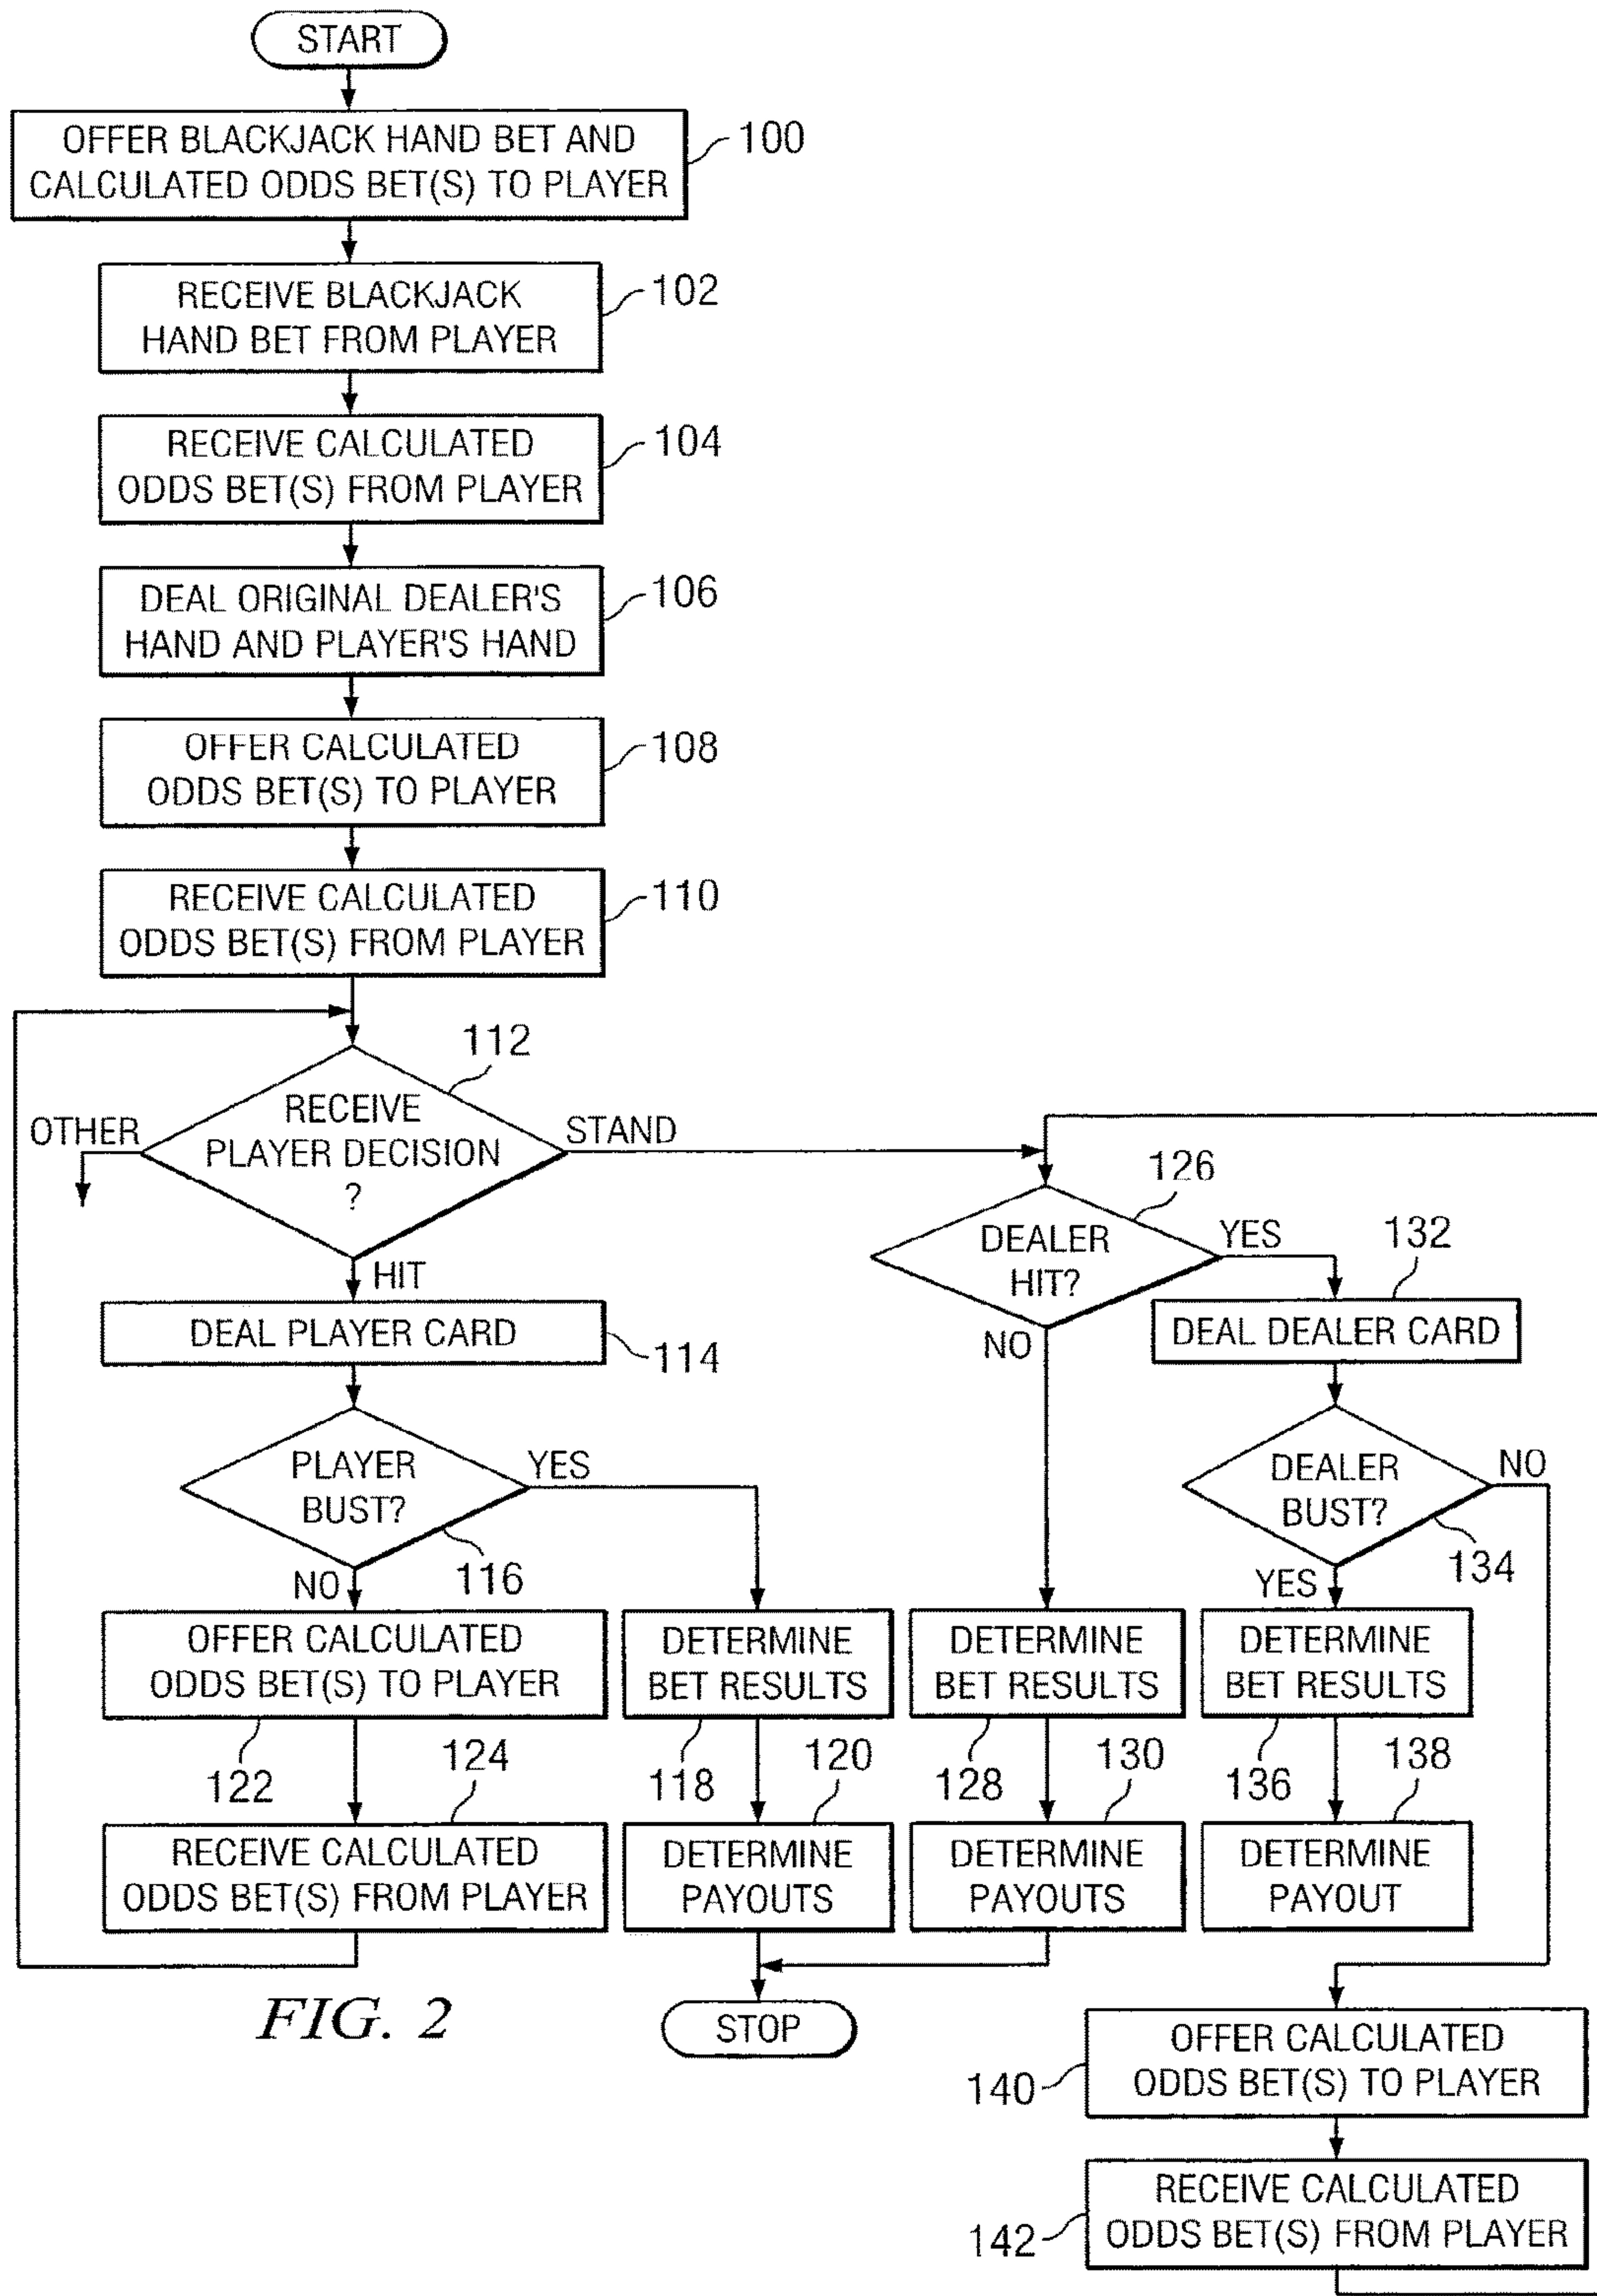 START
OFFER BLACKJACK HAND BET AND
CALCULATED ODDS BET(S) TO PLAYER
100
RECEIVE BLACKJACK
HAND BET FROM PLAYER
102
RECEIVE CALCULATED
ODDS BET(S) FROM PLAYER
104
DEAL ORIGINAL DEALER'S
HAND AND PLAYER'S HAND
106
OFFER CALCULATED
ODDS BET(S) TO PLAYER
108
RECEIVE CALCULATED
ODDS BET(S) FROM PLAYER
110
112
RECEIVE
PLAYER DECISION
?
OTHER
STAND
HIT
DEAL PLAYER CARD
114
PLAYER
BUST?
YES
116
NO
OFFER CALCULATED
ODDS BET(S) TO PLAYER
122
124
RECEIVE CALCULATED
ODDS BET(S) FROM PLAYER
DETERMINE
BET RESULTS
118
120
DETERMINE
PAYOUTS
STOP
126
DEALER
HIT?
YES
NO
132
DEAL DEALER CARD
DEALER
BUST?
NO
134
YES
DETERMINE
BET RESULTS
128
130
DETERMINE
PAYOUTS
DETERMINE
BET RESULTS
136
138
DETERMINE
PAYOUT
OFFER CALCULATED
ODDS BET(S) TO PLAYER
140
RECEIVE CALCULATED
ODDS BET(S) FROM PLAYER
142
FIG. 2